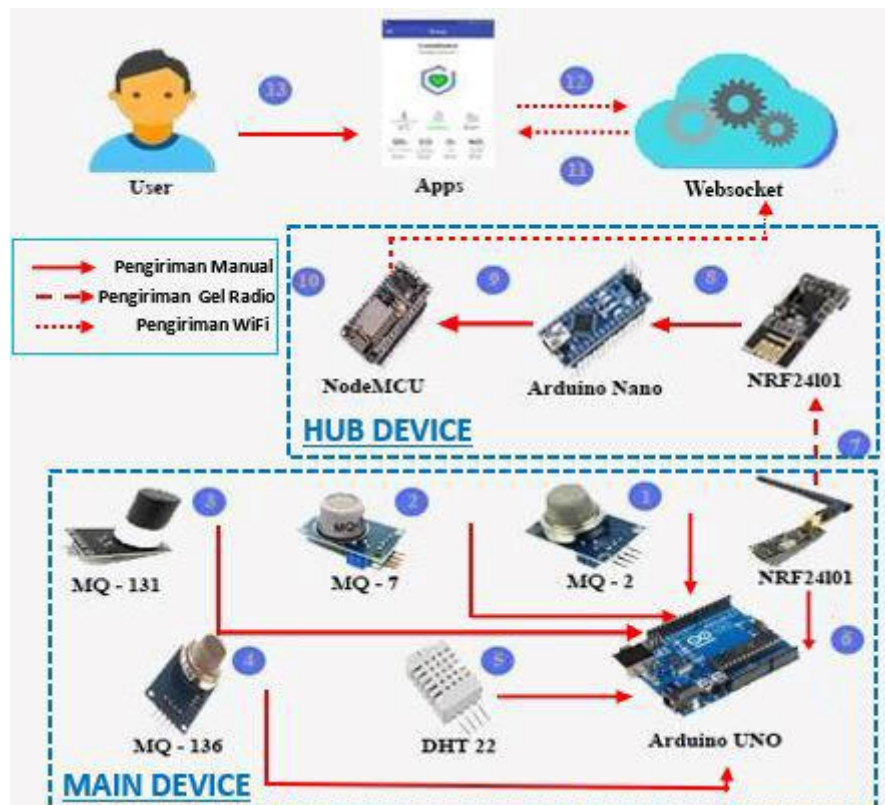 13
12
11
User
Apps
Websocket
Pengiriman Manual
Pengiriman Gel Radio
Pengiriman WiFi
10
9
8
NodeMCU
Arduino Nano
NRF24l01
HUB DEVICE
7
3
2
1
MQ - 131
MQ - 7
MQ - 2
NRF24l01
4
5
6
MQ - 136
DHT 22
Arduino UNO
MAIN DEVICE